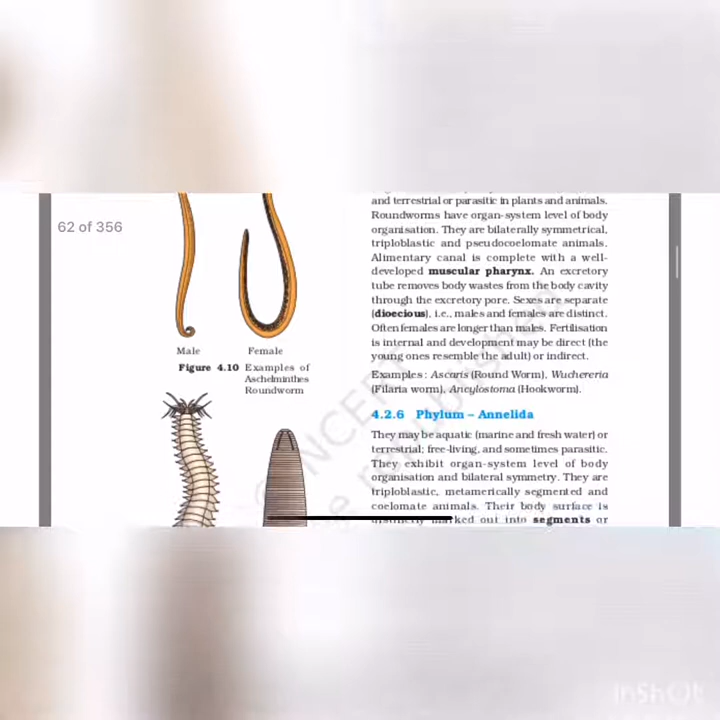 62 of 356
Male Female
Figure 4.10 Examples of
Aschelminthes
Roundworm
and terrestrial or parasitic in plants and animals.
Roundworms have organ-system level of body
organisation. They are bilaterally symmetrical,
triploblastic and pseudocoelomate animals.
Alimentary canal is complete with a well-
developed muscular pharynx. An excretory
tube removes body wastes from the body cavity
through the excretory pore. Sexes are separate
(dioecious), i.e., males and females are distinct.
Often females are longer than males. Fertilisation
is internal and development may be direct (the
young ones resemble the adult) or indirect.
Examples : Ascaris (Round Worm), Wuchereria
(Filaria worm), Ancylostoma (Hookworm).
4.2.6 Phylum – Annelida
They may be aquatic (marine and fresh water) or
terrestrial; free-living, and sometimes parasitic.
They exhibit organ-system level of body
organisation and bilateral symmetry. They are
triploblastic, metamerically segmented and
coelomate animals. Their body surface is
distinctly marked out into segments or
NCERT
be republished
InShOt